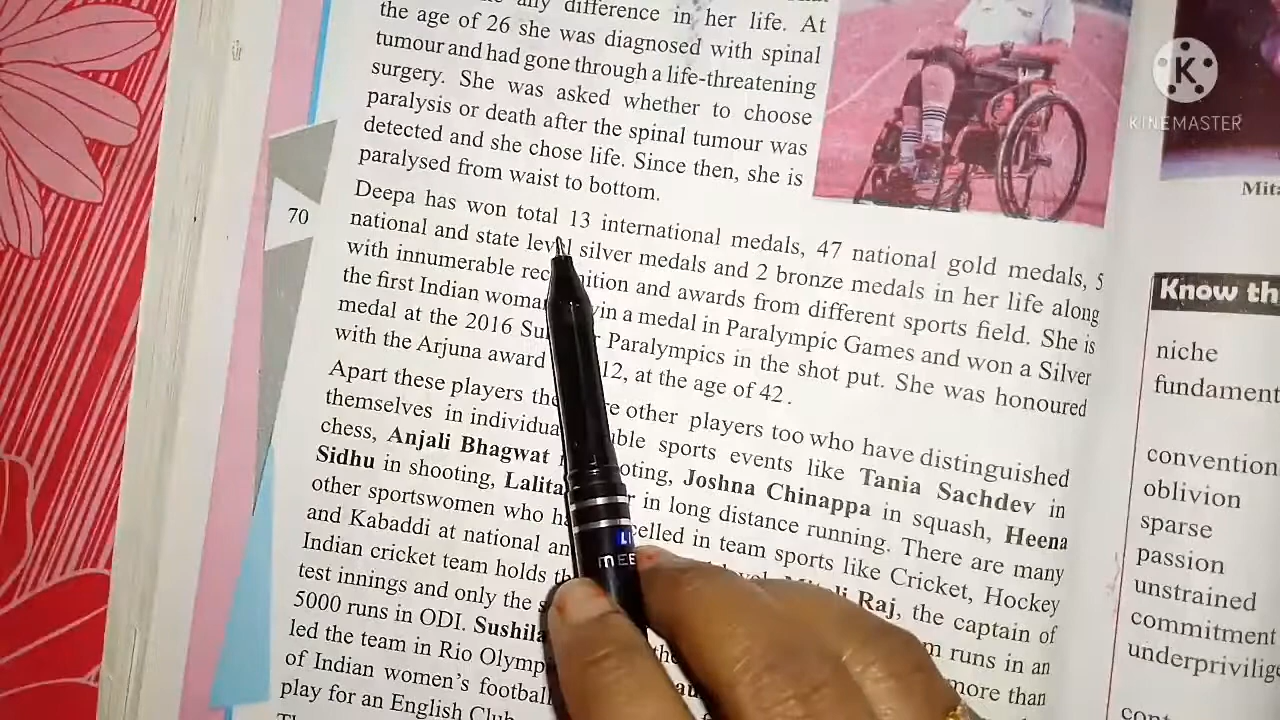 any difference in her life. At
the age of 26 she was diagnosed with spinal
tumour and had gone through a life-threatening
surgery. She was asked whether to choose
paralysis or death after the spinal tumour was
detected and she chose life. Since then, she is
paralysed from waist to bottom.
Deepa has won total 13 international medals, 47 national gold medals, 5
national and state level silver medals and 2 bronze medals in her life along
with innumerable rec ition and awards from different sports field. She is
the first Indian woma in a medal in Paralympic Games and won a Silver
medal at the 2016 Su r Paralympics in the shot put. She was honoured
with the Arjuna award 12, at the age of 42.
Apart these players the re other players too who have distinguished
themselves in individua ble sports events like Tania Sachdev in
chess, Anjali Bhagwat oting, Joshna Chinappa in squash, Heena
Sidhu in shooting, Lalita r in long distance running. There are many
other sportswomen who ha celled in team sports like Cricket, Hockey
and Kabaddi at national an Raj, the captain of
Indian cricket team holds th m runs in an
test innings and only the s more than
5000 runs in ODI. Sushila the
led the team in Rio Olymp
of Indian women's football
play for an English Club
70
K
KINEMASTER
Mita
Know th
niche
fundament
convention
oblivion
sparse
passion
unstrained
commitment
underprivilige
LI
MEE